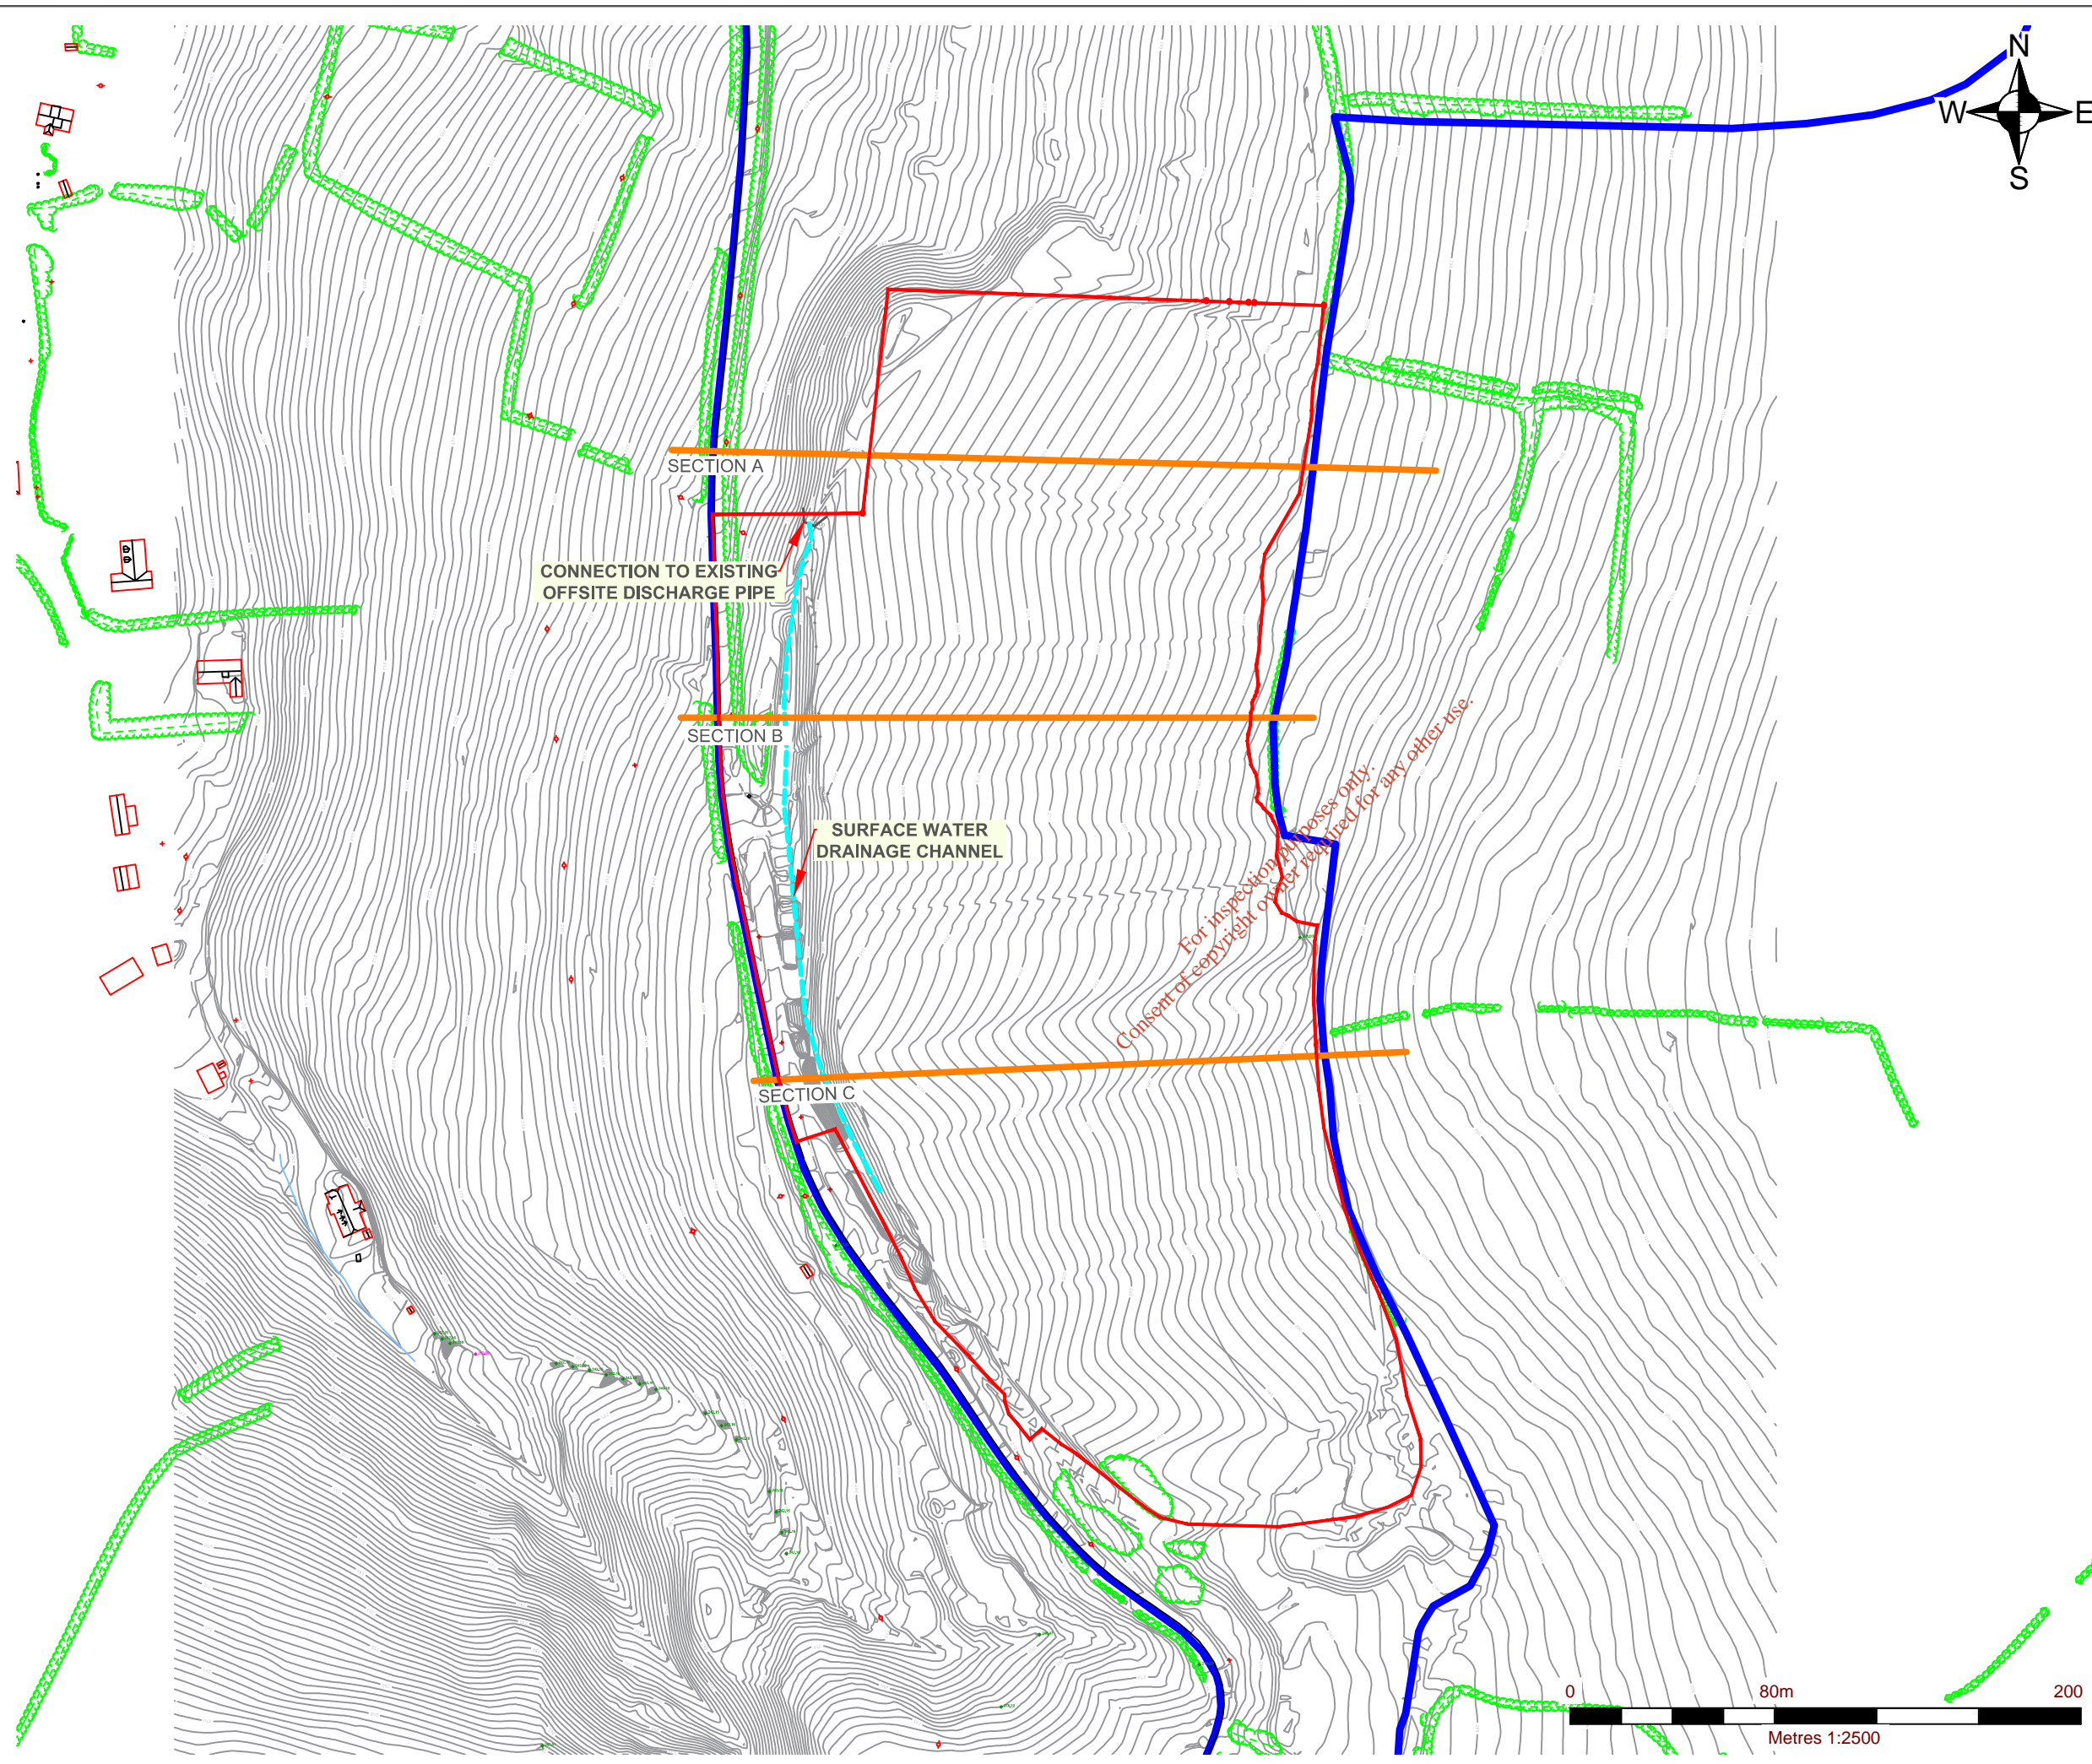 N
W E
S
SECTION A
CONNECTION TO EXISTING
OFFSITE DISCHARGE PIPE
SECTION B
SURFACE WATER
DRAINAGE CHANNEL
For inspection purposes only.
Consent of copyright owner required for any other use.
SECTION C
0 80m 200
Metres 1:2500